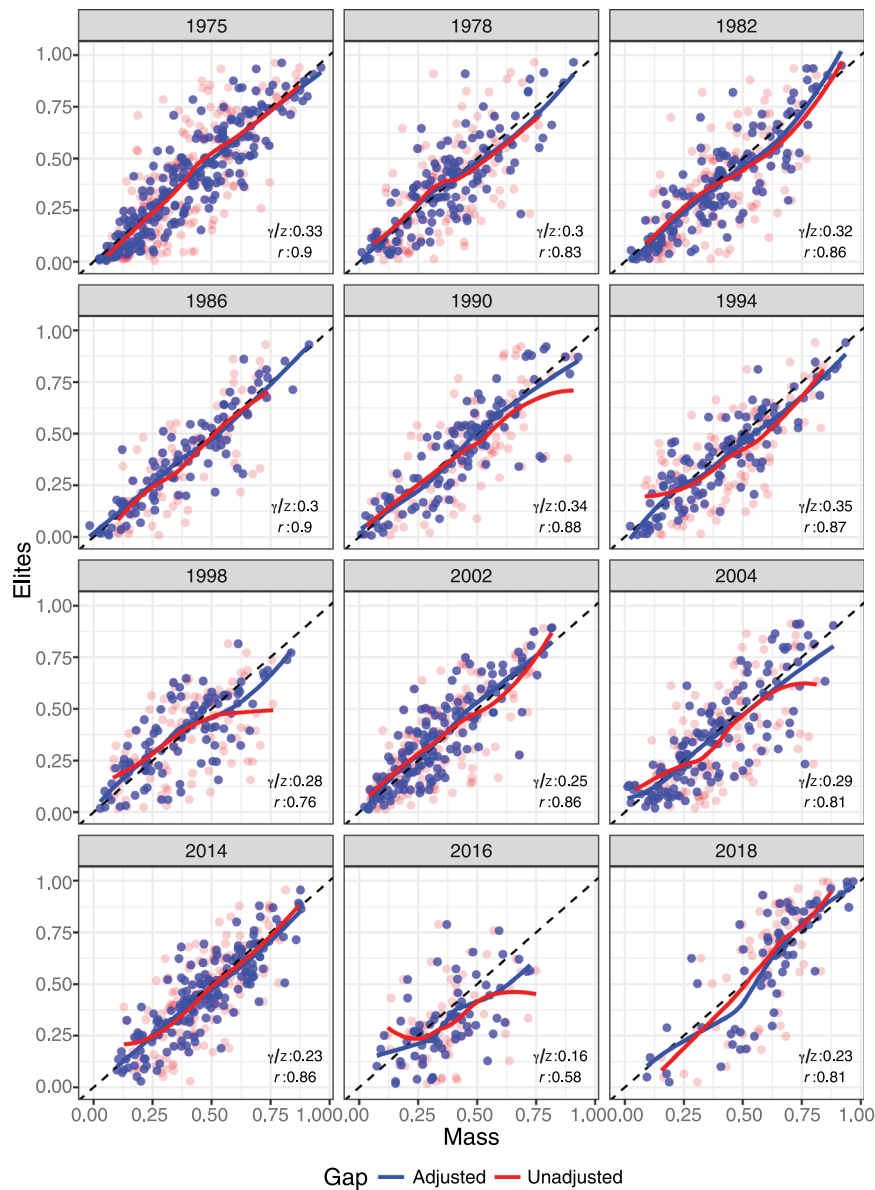 1975 1978 1982
1.00
0.75
0.50
0.25
0.00
γ/z:0.33
r:0.9
γ/z:0.3
r:0.83
γ/z:0.32
r:0.86
1986 1990 1994
1.00
0.75
0.50
0.25
0.00
γ/z:0.3
r:0.9
γ/z:0.34
r:0.88
γ/z:0.35
r:0.87
Elites
1998 2002 2004
1.00
0.75
0.50
0.25
0.00
γ/z:0.28
r:0.76
γ/z:0.25
r:0.86
γ/z:0.29
r:0.81
2014 2016 2018
1.00
0.75
0.50
0.25
0.00
γ/z:0.23
r:0.86
γ/z:0.16
r:0.58
γ/z:0.23
r:0.81
0.00 0.25 0.50 0.75 1.000.00 0.25 0.50 0.75 1.000.00 0.25 0.50 0.75 1.00
Mass
Gap Adjusted Unadjusted